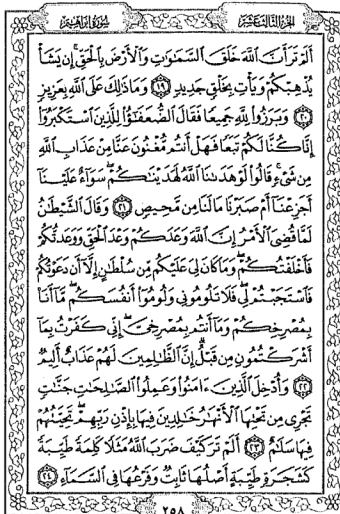 الجزء الثالث عشر سورة إبراهيم
أَلَمْ تَرَ أَنَّ ٱللَّهَ خَلَقَ ٱلسَّمَٰوَٰتِ وَٱلْأَرْضَ بِٱلْحَقِّ إِن يَشَأْ
يُذْهِبْكُمْ وَيَأْتِ بِخَلْقٍ جَدِيدٍ ١٩ وَمَا ذَٰلِكَ عَلَى ٱللَّهِ بِعَزِيزٍ
٢٠ وَبَرَزُوا۟ لِلَّهِ جَمِيعًا فَقَالَ ٱلضُّعَفَٰٓؤُا۟ لِلَّذِينَ ٱسْتَكْبَرُوٓا۟
إِنَّا كُنَّا لَكُمْ تَبَعًا فَهَلْ أَنتُم مُّغْنُونَ عَنَّا مِنْ عَذَابِ ٱللَّهِ
مِن شَىْءٍ قَالُوا۟ لَوْ هَدَىٰنَا ٱللَّهُ لَهَدَيْنَٰكُمْ سَوَآءٌ عَلَيْنَآ
أَجَزِعْنَآ أَمْ صَبَرْنَا مَا لَنَا مِن مَّحِيصٍ ٢١ وَقَالَ ٱلشَّيْطَٰنُ
لَمَّا قُضِىَ ٱلْأَمْرُ إِنَّ ٱللَّهَ وَعَدَكُمْ وَعْدَ ٱلْحَقِّ وَوَعَدتُّكُمْ
فَأَخْلَفْتُكُمْ وَمَا كَانَ لِىَ عَلَيْكُم مِّن سُلْطَٰنٍ إِلَّآ أَن دَعَوْتُكُمْ
فَٱسْتَجَبْتُمْ لِى فَلَا تَلُومُونِى وَلُومُوٓا۟ أَنفُسَكُم مَّآ أَنَا۠
بِمُصْرِخِكُمْ وَمَآ أَنتُم بِمُصْرِخِىَّ إِنِّى كَفَرْتُ بِمَآ
أَشْرَكْتُمُونِ مِن قَبْلُ إِنَّ ٱلظَّٰلِمِينَ لَهُمْ عَذَابٌ أَلِيمٌ
٢٢ وَأُدْخِلَ ٱلَّذِينَ ءَامَنُوا۟ وَعَمِلُوا۟ ٱلصَّٰلِحَٰتِ جَنَّٰتٍ
تَجْرِى مِن تَحْتِهَا ٱلْأَنْهَٰرُ خَٰلِدِينَ فِيهَا بِإِذْنِ رَبِّهِمْ تَحِيَّتُهُمْ
فِيهَا سَلَٰمٌ ٢٣ أَلَمْ تَرَ كَيْفَ ضَرَبَ ٱللَّهُ مَثَلًا كَلِمَةً طَيِّبَةً
كَشَجَرَةٍ طَيِّبَةٍ أَصْلُهَا ثَابِتٌ وَفَرْعُهَا فِى ٱلسَّمَآءِ ٢٤
٢٥٨